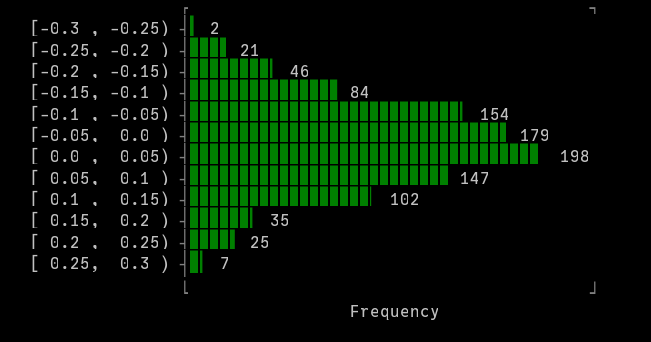 [-0.3 , -0.25) 2
[-0.25, -0.2 ) 21
[-0.2 , -0.15) 46
[-0.15, -0.1 ) 84
[-0.1 , -0.05) 154
[-0.05,  0.0 ) 179
[ 0.0 ,  0.05) 198
[ 0.05,  0.1 ) 147
[ 0.1 ,  0.15) 102
[ 0.15,  0.2 ) 35
[ 0.2 ,  0.25) 25
[ 0.25,  0.3 ) 7
Frequency